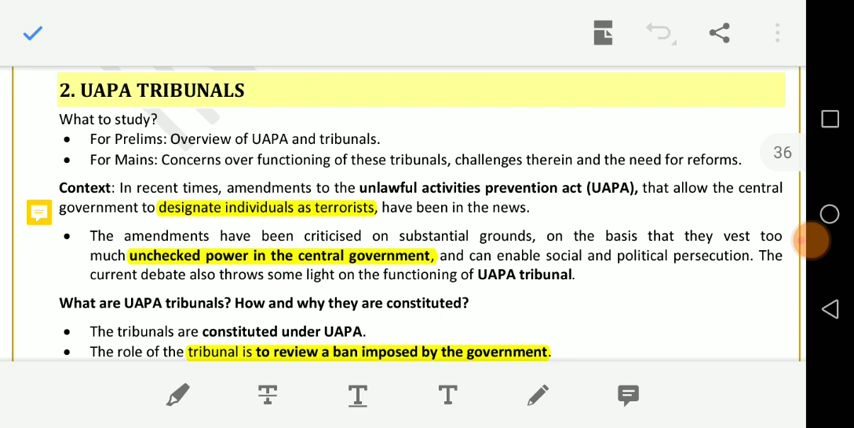 2. UAPA TRIBUNALS
What to study?
• For Prelims: Overview of UAPA and tribunals.
• For Mains: Concerns over functioning of these tribunals, challenges therein and the need for reforms.
36
Context: In recent times, amendments to the unlawful activities prevention act (UAPA), that allow the central
government to designate individuals as terrorists, have been in the news.
• The amendments have been criticised on substantial grounds, on the basis that they vest too
much unchecked power in the central government, and can enable social and political persecution. The
current debate also throws some light on the functioning of UAPA tribunal.
What are UAPA tribunals? How and why they are constituted?
• The tribunals are constituted under UAPA.
• The role of the tribunal is to review a ban imposed by the government.